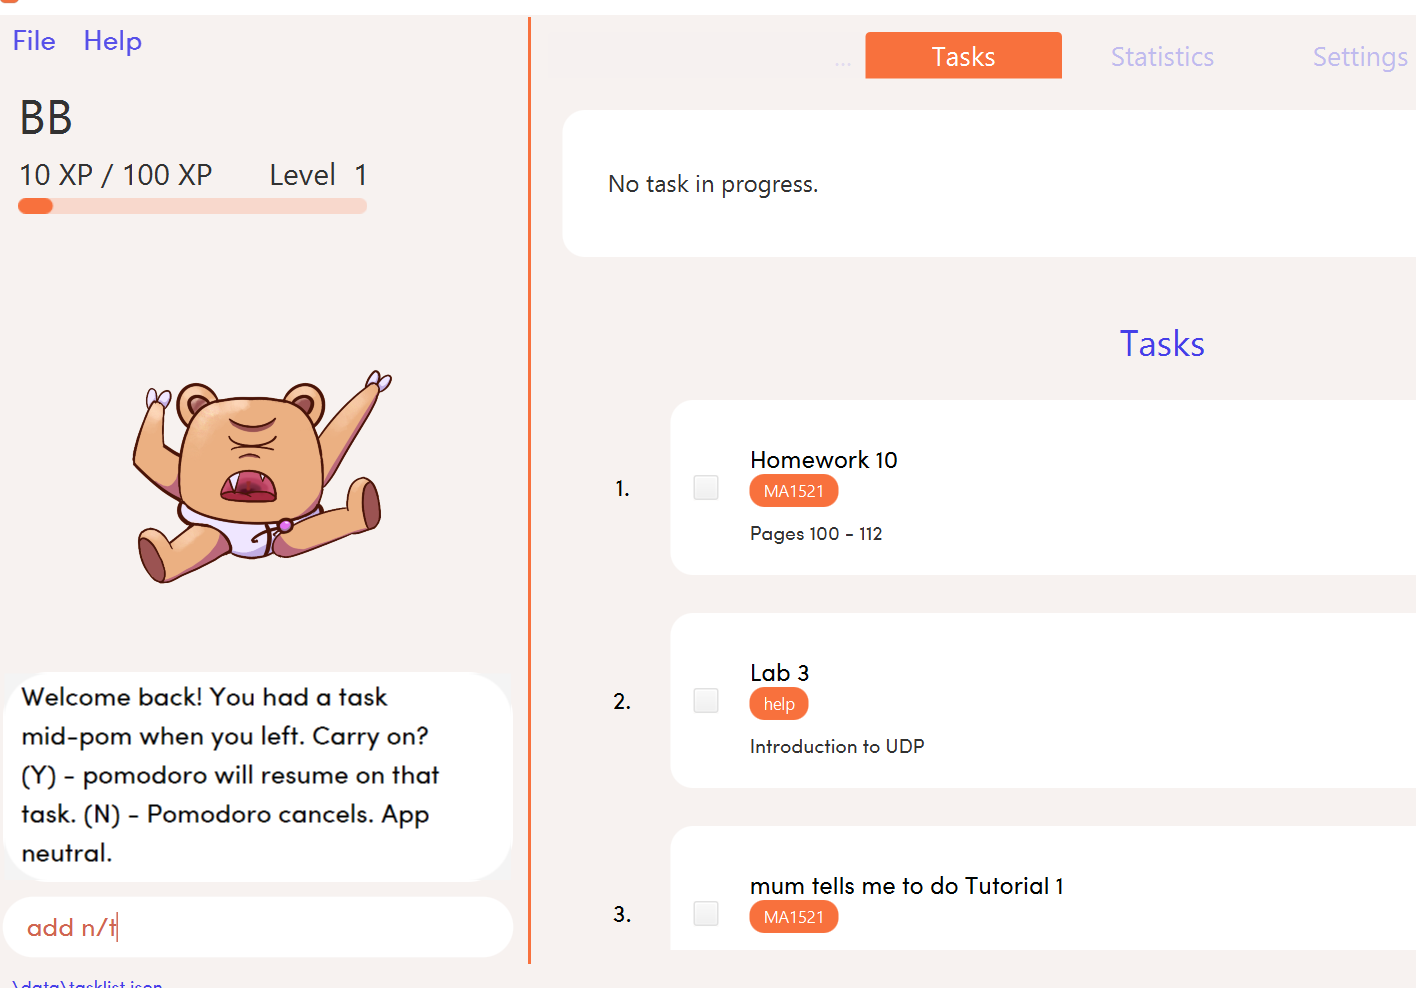 File Help
BB
10 XP / 100 XP Level 1
Welcome back! You had a task
mid-pom when you left. Carry on?
(Y) - pomodoro will resume on that
task. (N) - Pomodoro cancels. App
neutral.
add n/t
\data\tasklist.json
... Tasks Statistics Settings
No task in progress.
Tasks
1.
Homework 10
MA1521
Pages 100 - 112
2.
Lab 3
help
Introduction to UDP
3.
mum tells me to do Tutorial 1
MA1521